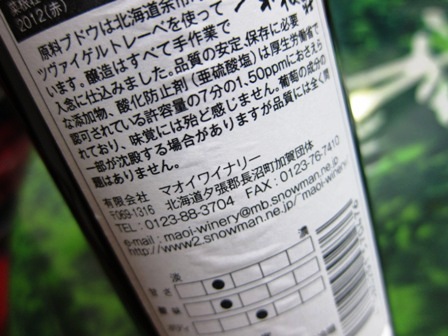 2012(赤)
原料ブドウは北海道余市
ツヴァイゲルトレーベを使って
います。醸造はすべて手作業で
入念に仕込みました。品質の安定、保存に必要
な添加物、酸化防止剤(亜硫酸塩)は厚生労働省で
認可されている許容量の7分の1.50ppmにおさえら
れており、味覚には殆ど感じません。葡萄の成分の
一部が沈殿する場合がありますが品質には全く問
題はありません。
有限会社 マオイワイナリー
〒069-1316 北海道夕張郡長沼町加賀団体
TEL:0123-88-3704 FAX:0123-76-7410
e-mail:maoi-winery@mb.snowman.ne.jp
http://www2.snowman.ne.jp/~maoi-winery/
淡 濃
酸味